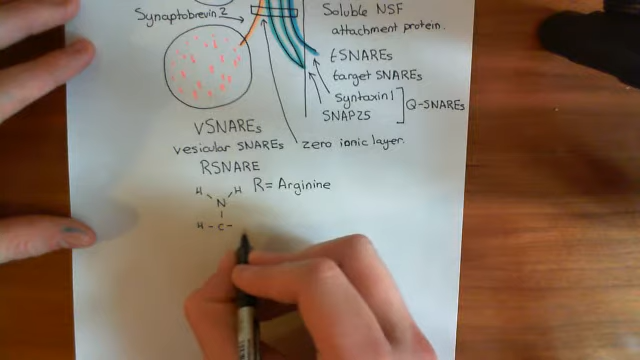 Synaptobrevin 2
Soluble NSF
attachment protein.
tSNAREs
target SNAREs
Syntaxin 1
SNAP25
Q-SNAREs
vSNAREs
vesicular SNAREs
zero ionic layer.
RSNARE
R = Arginine
H H
N
H - C -